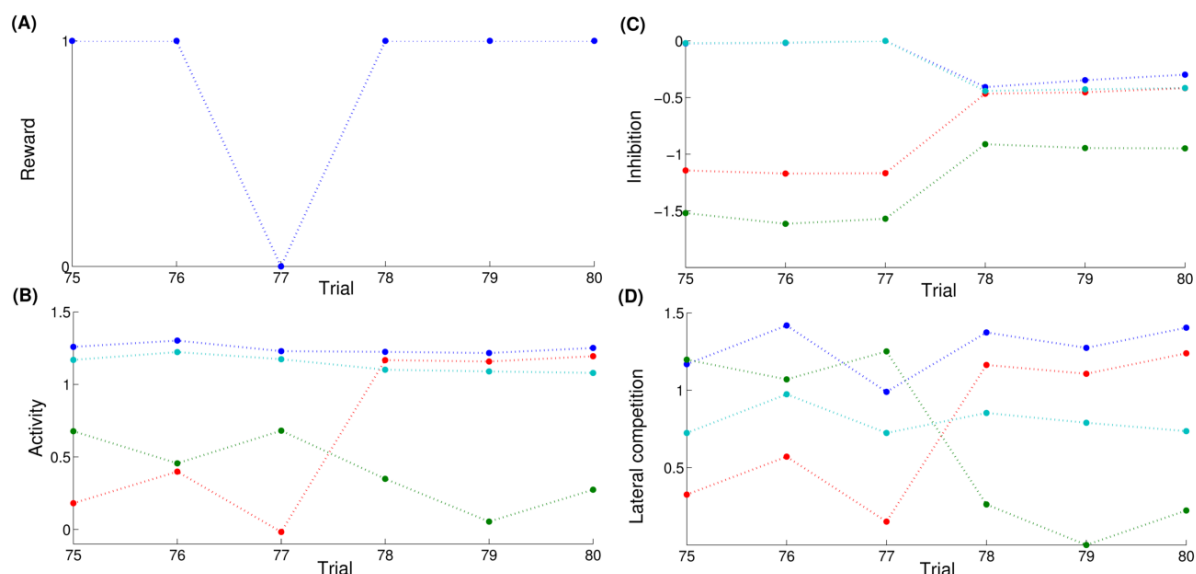 (A)
1
Reward
0
75 76 77 78 79 80
Trial
(B)
1.5
1
Activity
0.5
0
75 76 77 78 79 80
Trial
(C)
0
−0.5
Inhibition
−1
−1.5
75 76 77 78 79 80
Trial
(D)
1.5
1
Lateral competition
0.5
75 76 77 78 79 80
Trial